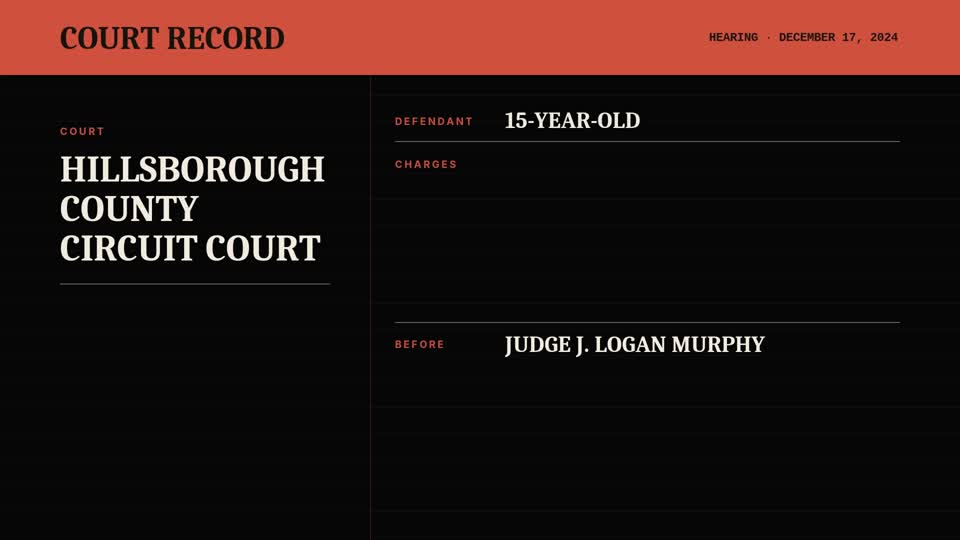 COURT RECORD
HEARING · DECEMBER 17, 2024
COURT
HILLSBOROUGH
COUNTY
CIRCUIT COURT
DEFENDANT 15-YEAR-OLD
CHARGES
BEFORE JUDGE J. LOGAN MURPHY